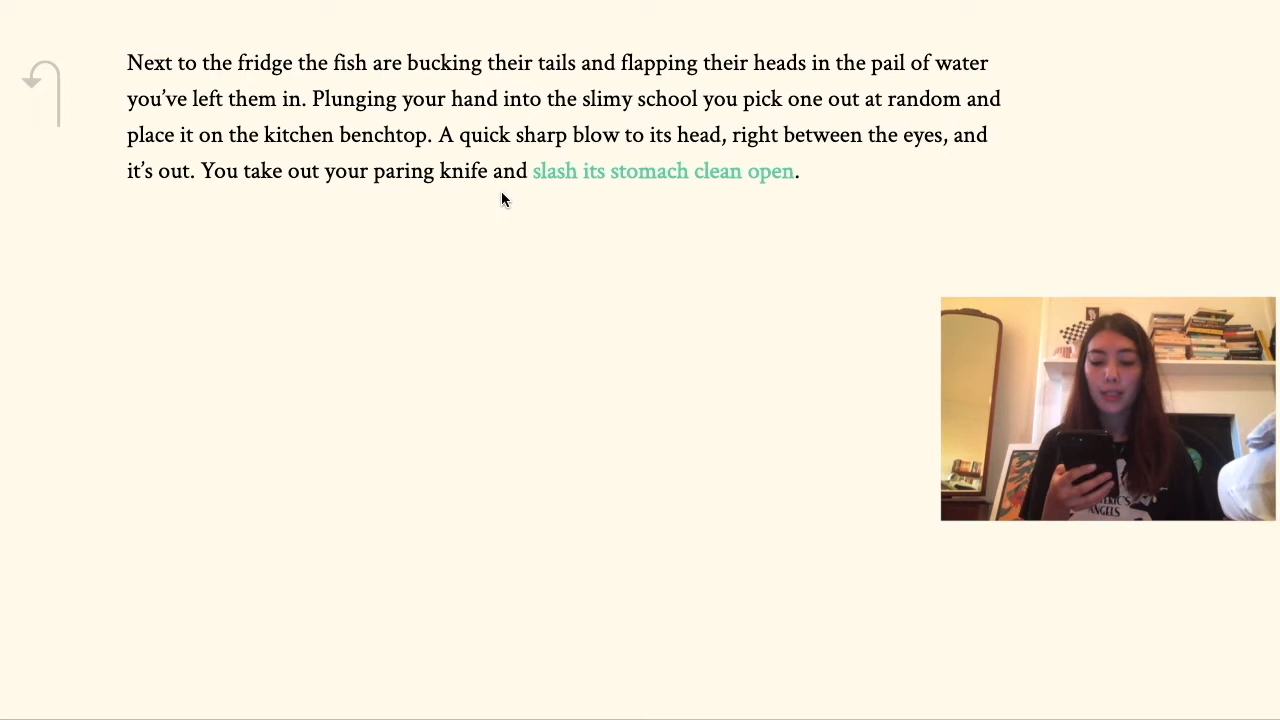 Next to the fridge the fish are bucking their tails and flapping their heads in the pail of water
you’ve left them in. Plunging your hand into the slimy school you pick one out at random and
place it on the kitchen benchtop. A quick sharp blow to its head, right between the eyes, and
it’s out. You take out your paring knife and slash its stomach clean open.
ANGELS